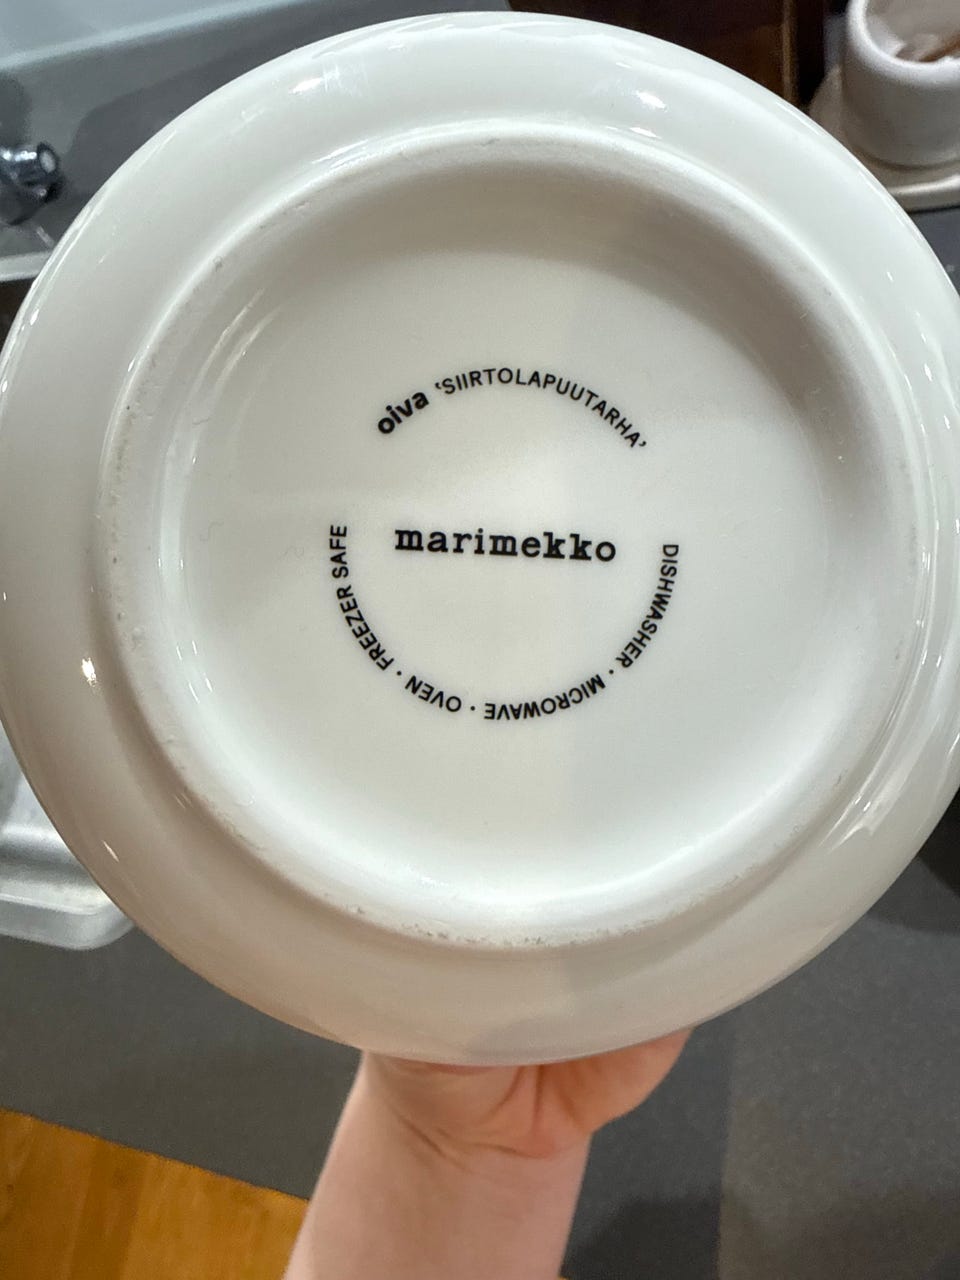 oiva ‘SIIRTOLAPUUTARHA’
marimekko
DISHWASHER · MICROWAVE · OVEN · FREEZER SAFE